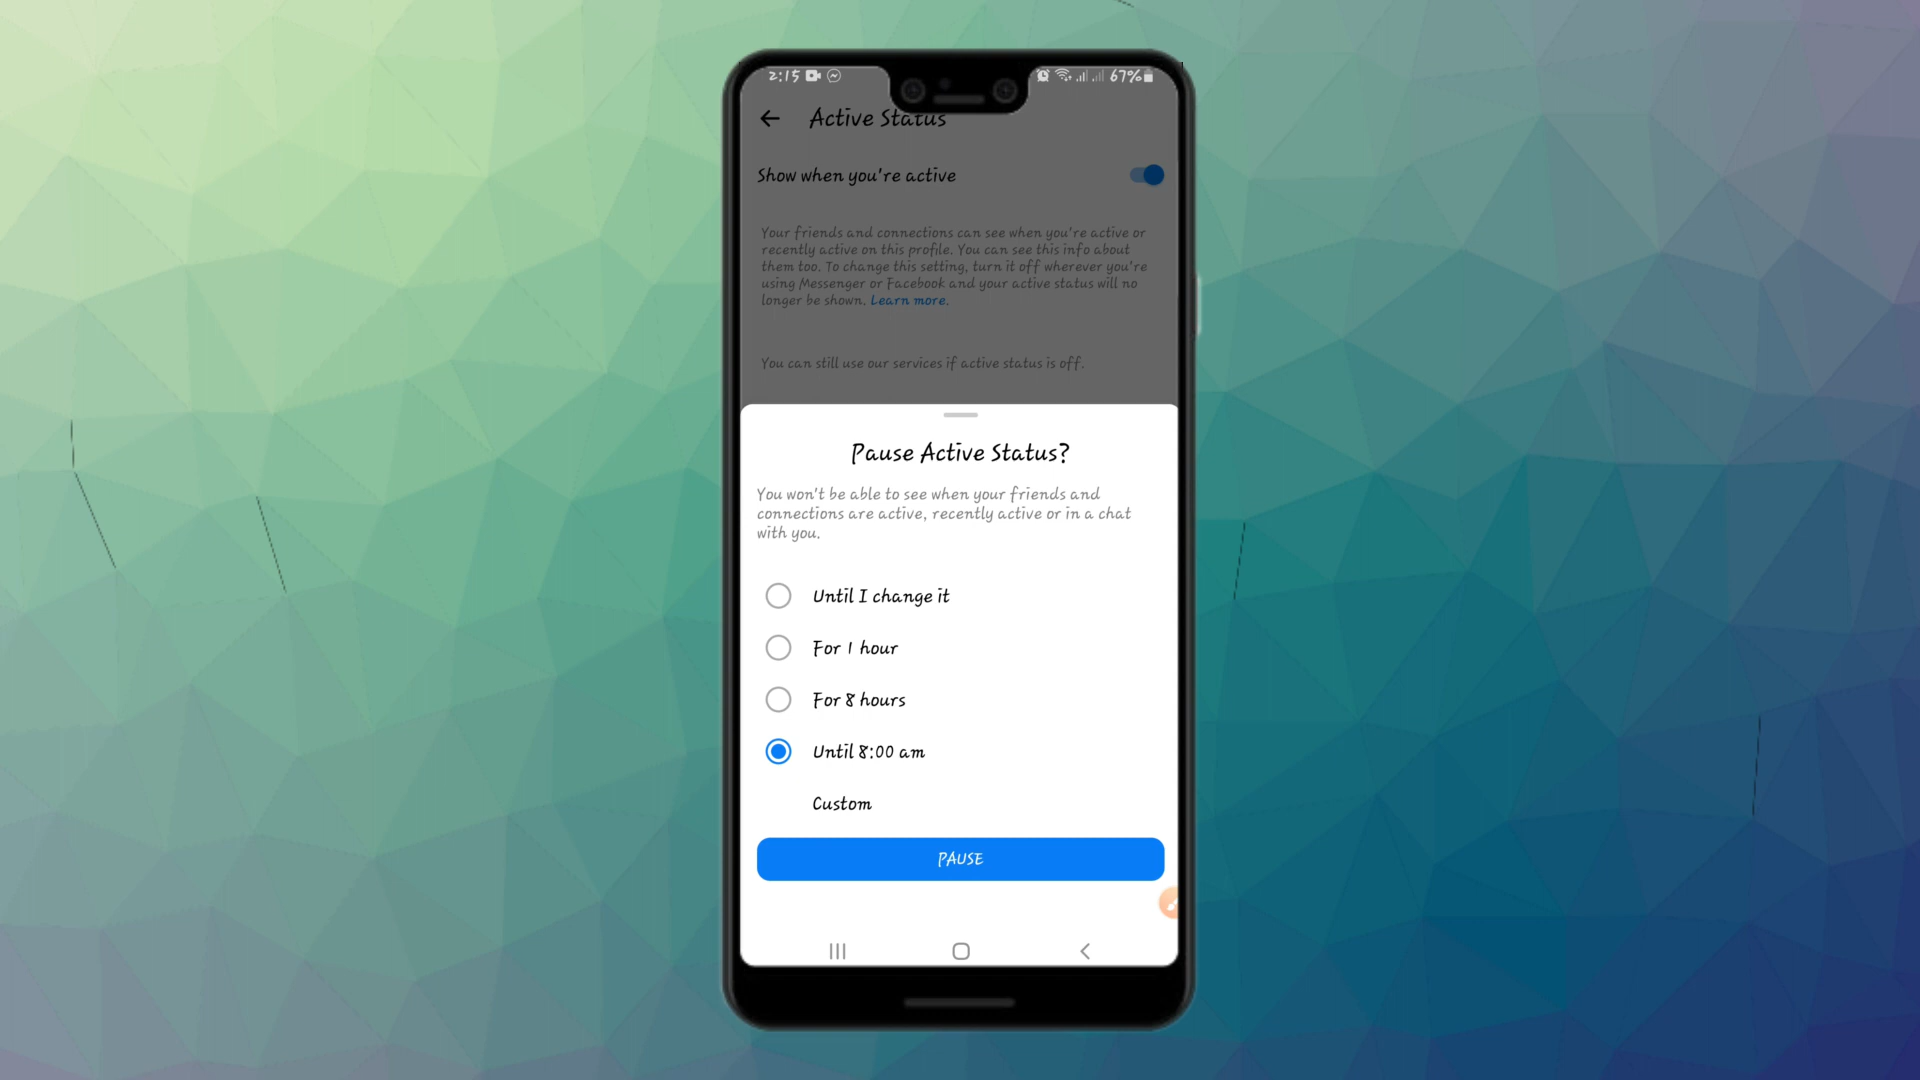 2:15 67%
Active Status
Show when you're active
Your friends and connections can see when you're active or
recently active on this profile. You can see this info about
them too. To change this setting, turn it off wherever you're
using Messenger or Facebook and your active status will no
longer be shown. Learn more.
You can still use our services if active status is off.
Pause Active Status?
You won't be able to see when your friends and
connections are active, recently active or in a chat
with you.
Until I change it
For 1 hour
For 8 hours
Until 8:00 am
Custom
PAUSE